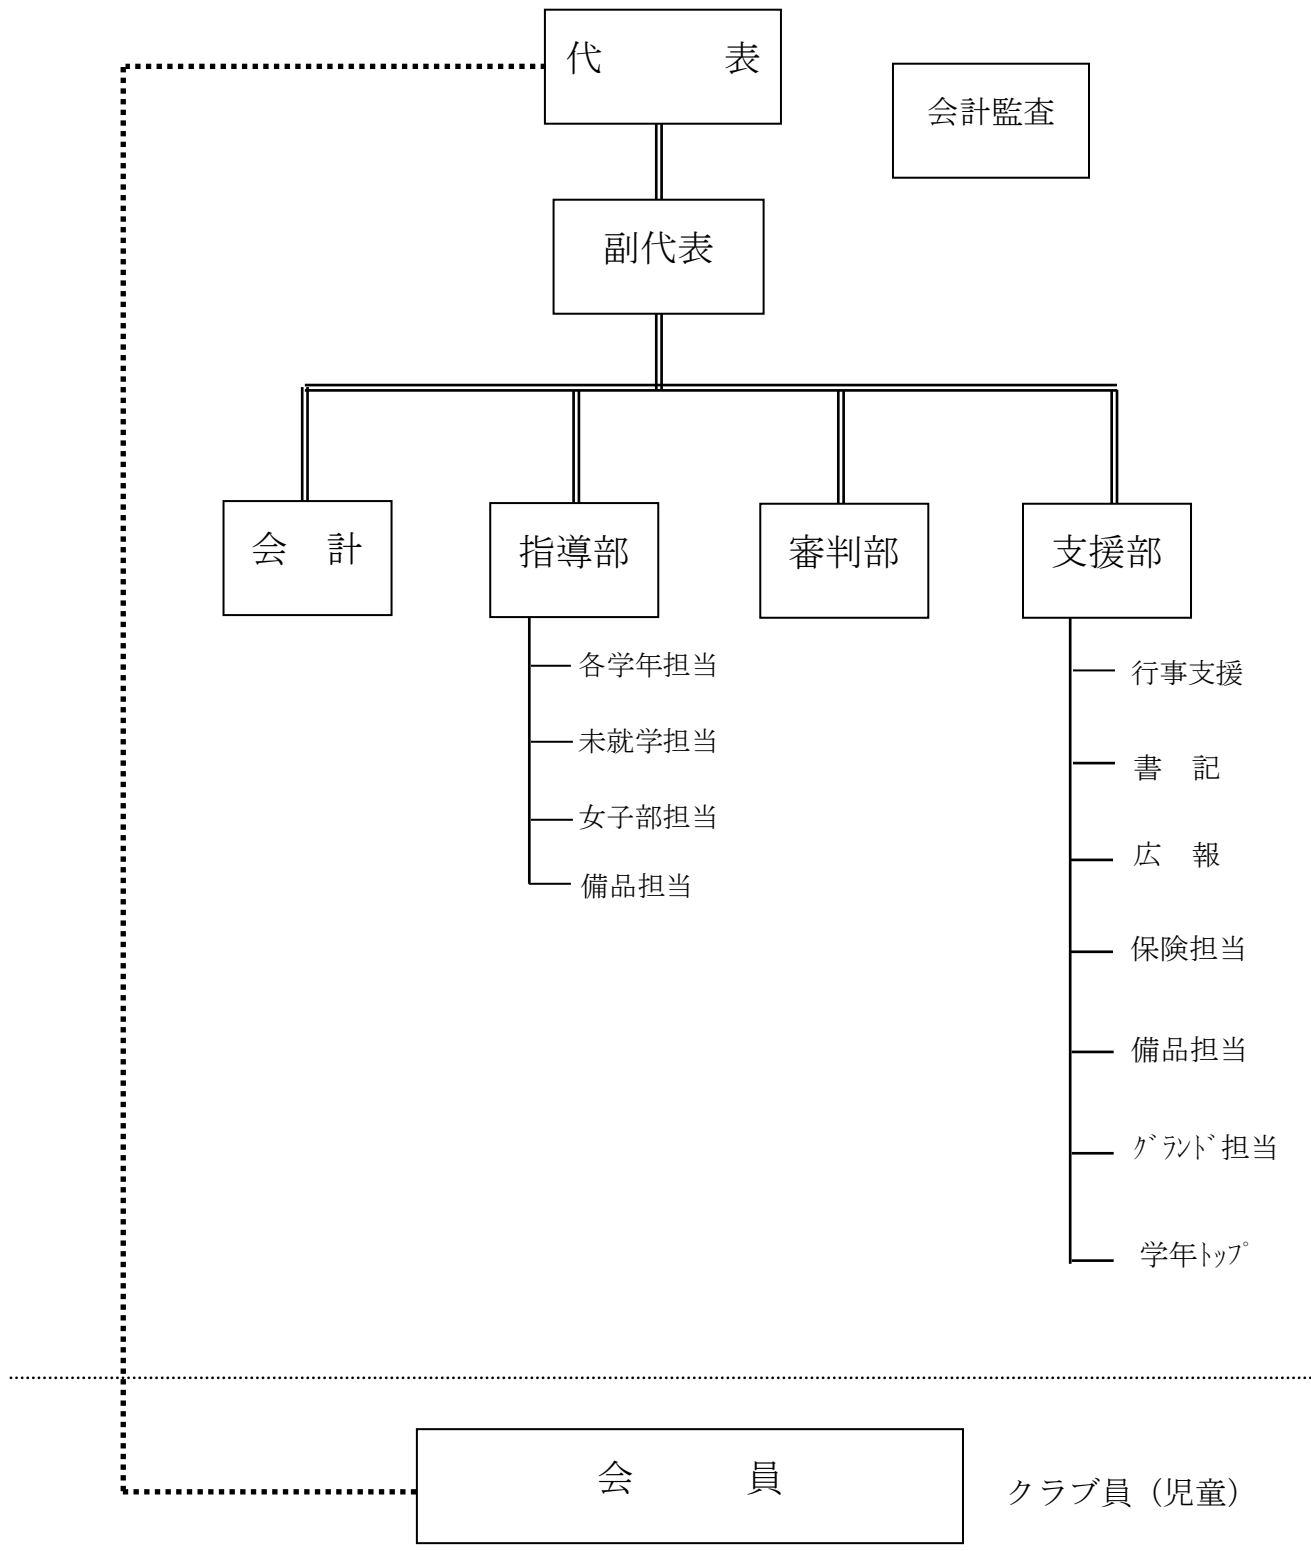 代　　　表
会計監査
副代表
会　計
指導部
審判部
支援部
各学年担当
未就学担当
女子部担当
備品担当
行事支援
書　記
広　報
保険担当
備品担当
ｸﾞﾗﾝﾄﾞ担当
学年ﾄｯﾌﾟ
会　　　員
クラブ員（児童）